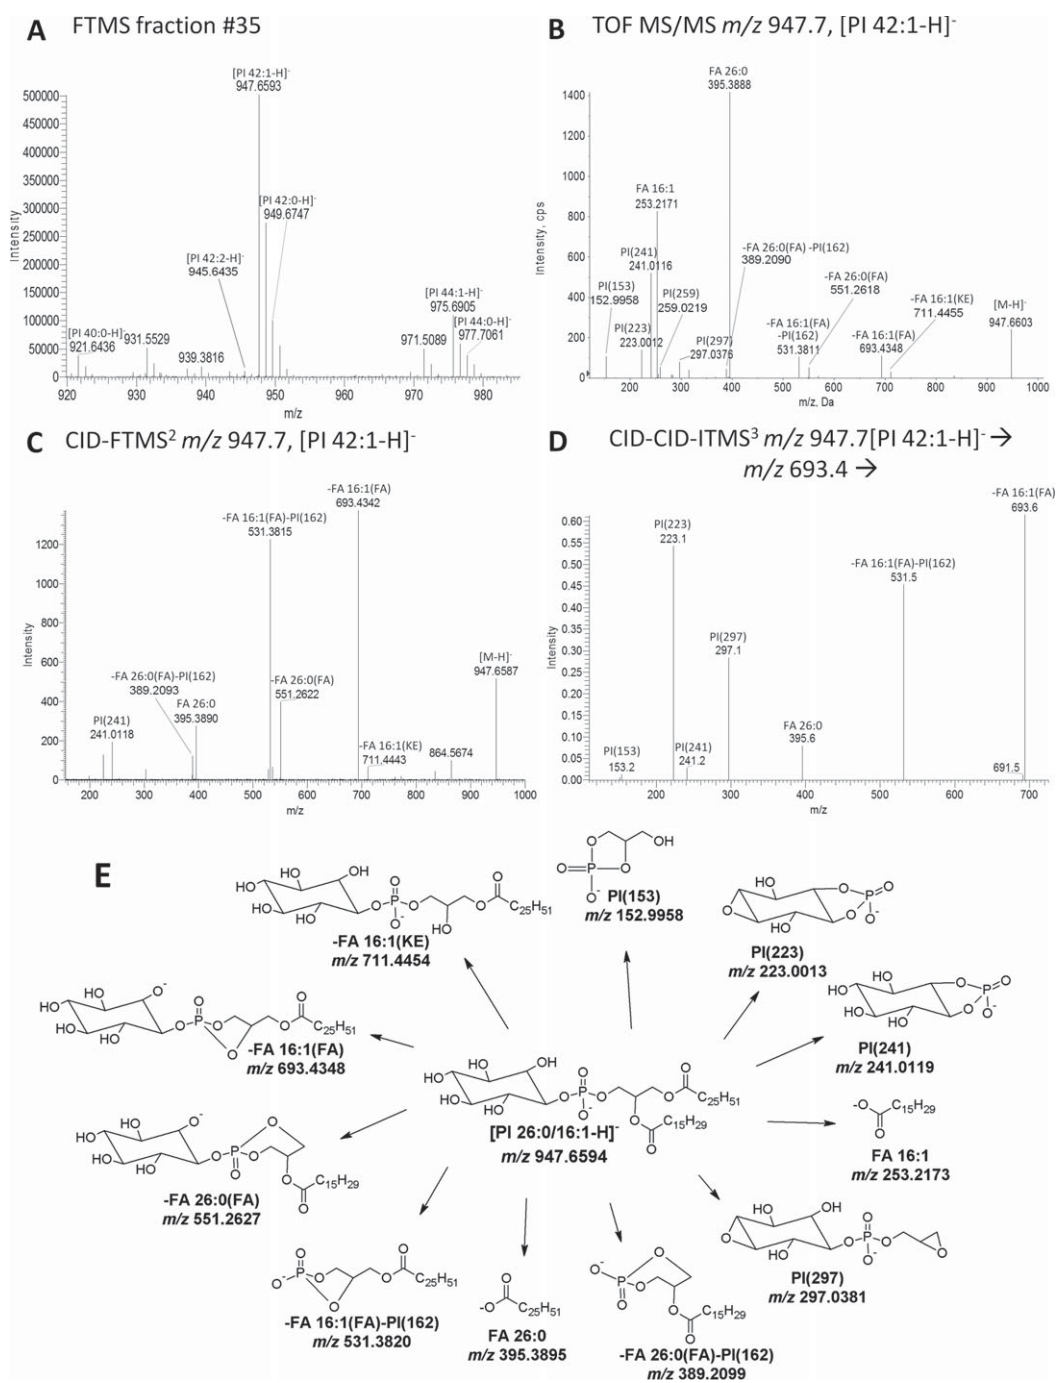 A FTMS fraction #35
[PI 42:1-H]-
947.6593
[PI 42:0-H]-
949.6747
[PI 42:2-H]-
945.6435
[PI 44:1-H]-
975.6905
[PI 40:0-H]-
921.6436
931.5529
939.3816
971.5089
[PI 44:0-H]-
977.7061
Intensity
500000
450000
400000
350000
300000
250000
200000
150000
100000
50000
0
920 930 940 950 960 970 980
m/z
B TOF MS/MS m/z 947.7, [PI 42:1-H]-
FA 26:0
395.3888
FA 16:1
253.2171
PI(241)
241.0116
PI(153)
152.9958
PI(259)
259.0219
PI(223)
223.0012
PI(297)
297.0376
-FA 26:0(FA) -PI(162)
389.2090
-FA 26:0(FA)
551.2618
-FA 16:1(KE)
711.4455
-FA 16:1(FA)
-PI(162)
531.3811
-FA 16:1(FA)
693.4348
[M-H]-
947.6603
Intensity, cps
1400
1200
1000
800
600
400
200
0
200 300 400 500 600 700 800 900 1000
m/z, Da
C CID-FTMS2 m/z 947.7, [PI 42:1-H]-
-FA 16:1(FA)
693.4342
-FA 16:1(FA)-PI(162)
531.3815
[M-H]-
947.6587
-FA 26:0(FA)-PI(162)
389.2093
-FA 26:0(FA)
551.2622
FA 26:0
395.3890
PI(241)
241.0118
-FA 16:1(KE)
711.4443
864.5674
Intensity
1200
1000
800
600
400
200
0
200 300 400 500 600 700 800 900 1000
m/z
D CID-CID-ITMS3 m/z 947.7[PI 42:1-H]- →
m/z 693.4 →
-FA 16:1(FA)
693.6
PI(223)
223.1
-FA 16:1(FA)-PI(162)
531.5
PI(297)
297.1
FA 26:0
395.6
PI(153)
153.2
PI(241)
241.2
691.5
Intensity
0.60
0.55
0.50
0.45
0.40
0.35
0.30
0.25
0.20
0.15
0.10
0.05
0.00
200 300 400 500 600 700
m/z
E
-FA 16:1(KE)
m/z 711.4454
PI(153)
m/z 152.9958
PI(223)
m/z 223.0013
-FA 16:1(FA)
m/z 693.4348
PI(241)
m/z 241.0119
[PI 26:0/16:1-H]-
m/z 947.6594
FA 16:1
m/z 253.2173
-FA 26:0(FA)
m/z 551.2627
PI(297)
m/z 297.0381
-FA 16:1(FA)-PI(162)
m/z 531.3820
FA 26:0
m/z 395.3895
-FA 26:0(FA)-PI(162)
m/z 389.2099